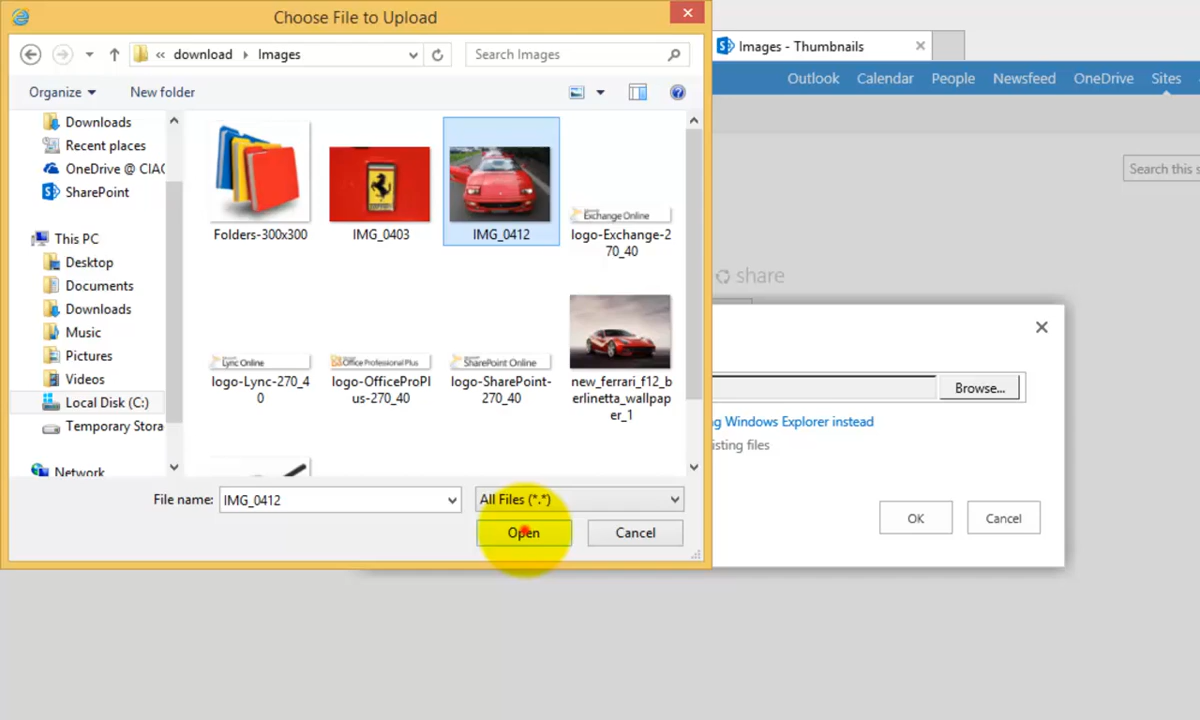 Choose File to Upload
« download Images
Search Images
Organize
New folder
Downloads
Recent places
OneDrive @ CIAC
SharePoint
This PC
Desktop
Documents
Downloads
Music
Pictures
Videos
Local Disk (C:)
Temporary Stora
Network
Folders-300x300
IMG_0403
IMG_0412
Exchange Online
logo-Exchange-2
70_40
Lync Online
logo-Lync-270_4
0
Office Professional Plus
logo-OfficeProPl
us-270_40
SharePoint Online
logo-SharePoint-
270_40
new_ferrari_f12_b
erlinetta_wallpap
er_1
File name:
IMG_0412
All Files (*.*)
Open
Cancel
Images - Thumbnails
Outlook
Calendar
People
Newsfeed
OneDrive
Sites
Search this s
share
Browse...
g Windows Explorer instead
isting files
OK
Cancel